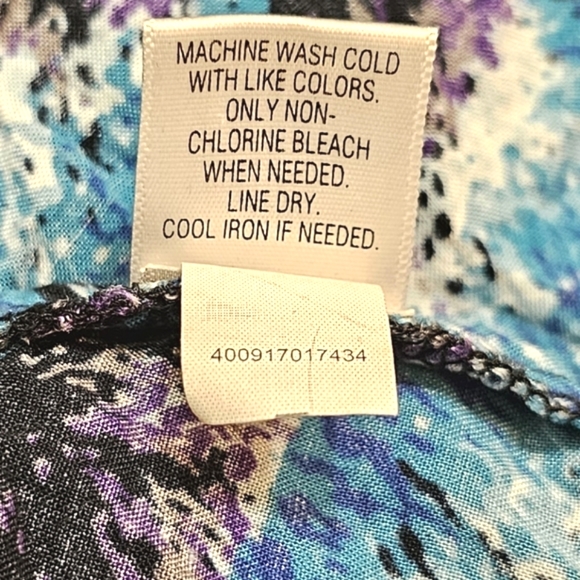 MACHINE WASH COLD
WITH LIKE COLORS.
ONLY NON-
CHLORINE BLEACH
WHEN NEEDED.
LINE DRY.
COOL IRON IF NEEDED.
400917017434